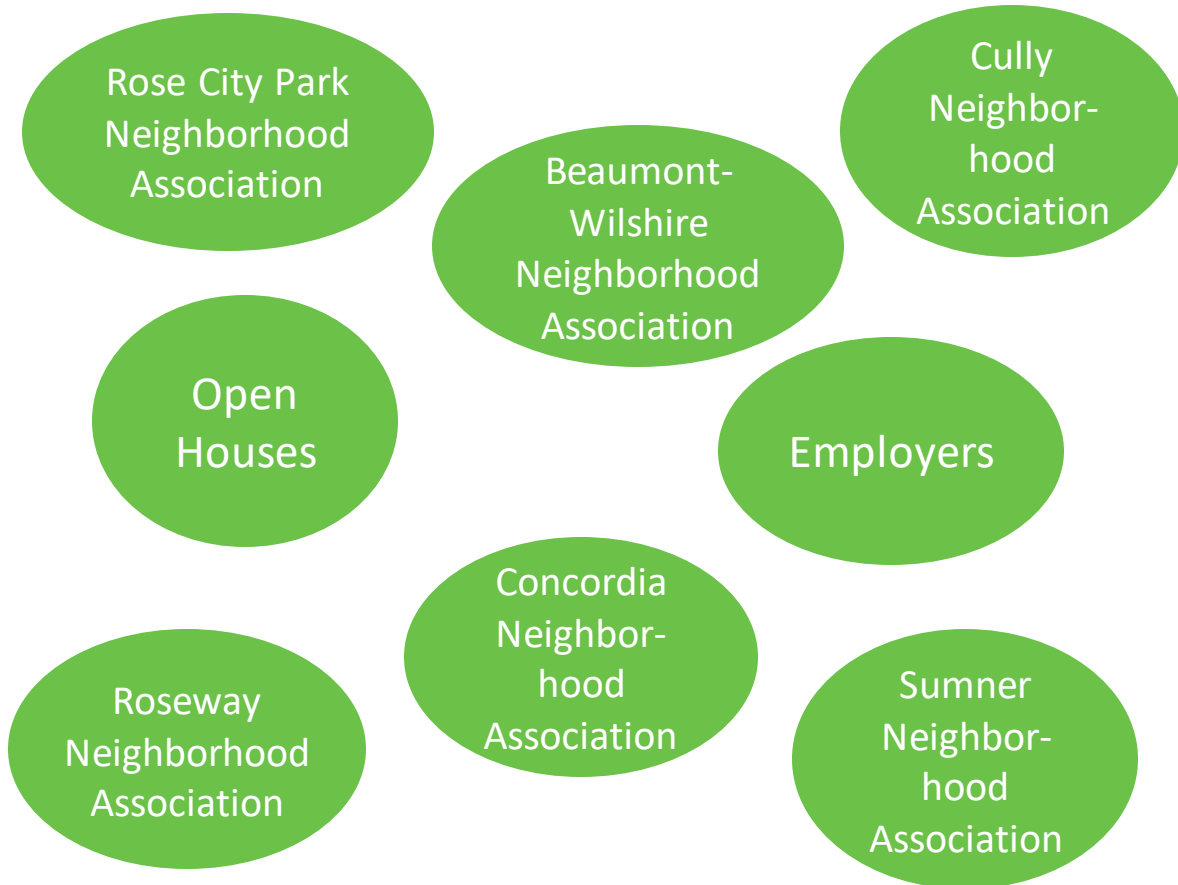 Rose City Park
Neighborhood
Association
Beaumont-
Wilshire
Neighborhood
Association
Cully
Neighbor-
hood
Association
Open
Houses
Employers
Concordia
Neighbor-
hood
Association
Roseway
Neighborhood
Association
Sumner
Neighbor-
hood
Association